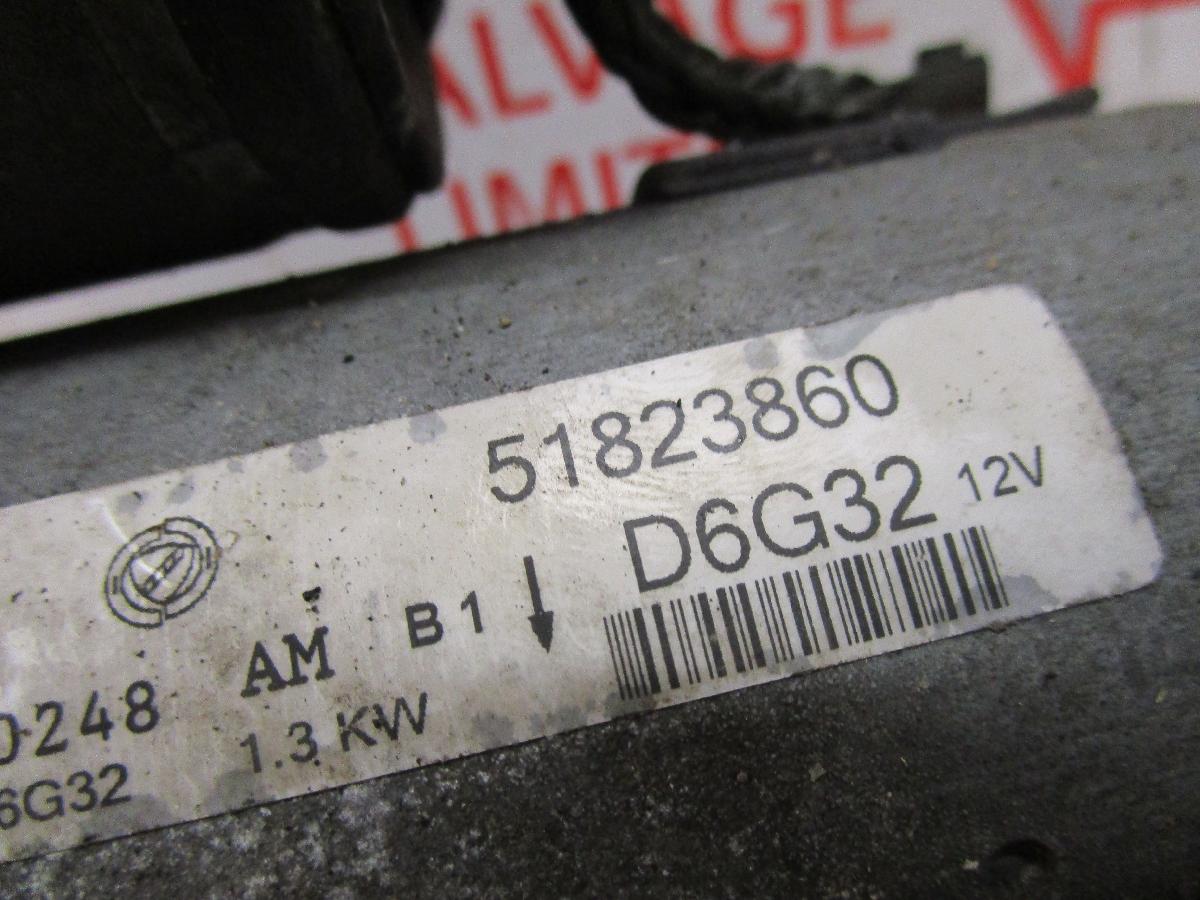 ALVAGE
LIMIT
51823860
D6G32 12V
AM B1
0248
1.3 KW
6G32